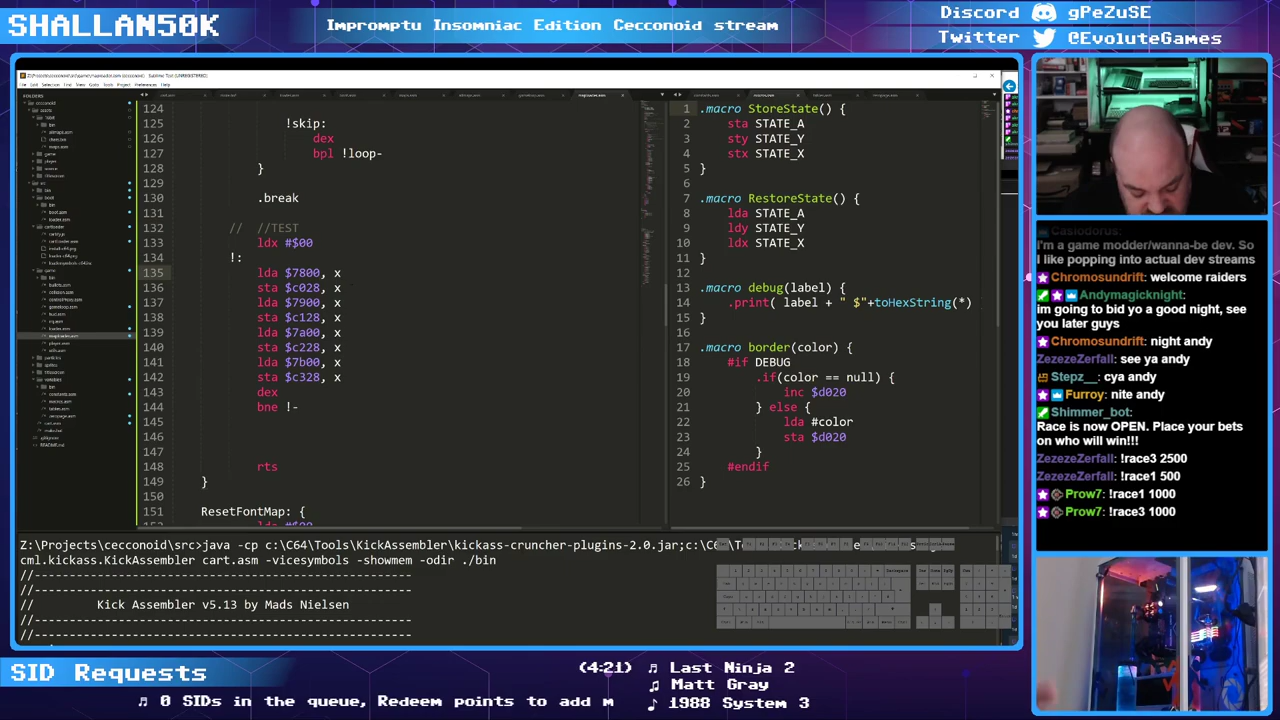 SHALLAN50K
Impromptu Insomniac Edition Cecconoid stream
Discord gPeZuSE
Twitter @EvoluteGames
124
125 !skip:
126 dex
127 bpl !loop-
128 }
129
130 .break
131
132 // //TEST
133 ldx #$00
134 !:
135 lda $7800, x
136 sta $c028, x
137 lda $7900, x
138 sta $c128, x
139 lda $7a00, x
140 sta $c228, x
141 lda $7b00, x
142 sta $c328, x
143 dex
144 bne !-
145
146
147
148 rts
149 }
150
151 ResetFontMap: {
1 .macro StoreState() {
2 sta STATE_A
3 sty STATE_Y
4 stx STATE_X
5 }
6
7 .macro RestoreState() {
8 lda STATE_A
9 ldy STATE_Y
10 ldx STATE_X
11 }
12
13 .macro debug(label) {
14 .print( label + " $"+toHexString(*)
15 }
16
17 .macro border(color) {
18 #if DEBUG
19 .if(color == null) {
20 inc $d020
21 } else {
22 lda #color
23 sta $d020
24 }
25 #endif
26 }
Z:\Projects\cecconoid\src>java -cp c:\C64\Tools\KickAssembler\kickass-cruncher-plugins-2.0.jar;c:\C6
cml.kickass.KickAssembler cart.asm -vicesymbols -showmem -odir ./bin
//------------------------------------------------------
//------------------------------------------------------
// Kick Assembler v5.13 by Mads Nielsen
//------------------------------------------------------
//------------------------------------------------------
Casiodorus:
I'm a game modder/wanna-be dev. So
I like popping into actual dev streams
Chromosundrift: welcome raiders
Andymagicknight:
im going to bid yo a good night, see
you later guys
Chromosundrift: night andy
ZezezeZerfall: see ya andy
Stepz__: cya andy
Furroy: nite andy
Shimmer_bot:
Race is now OPEN. Place your bets
on who will win!!!
ZezezeZerfall: !race3 2500
ZezezeZerfall: !race1 500
Prow7: !race1 1000
Prow7: !race3 1000
SID Requests
0 SIDs in the queue, Redeem points to add m
(4:21) Last Ninja 2
Matt Gray
1988 System 3